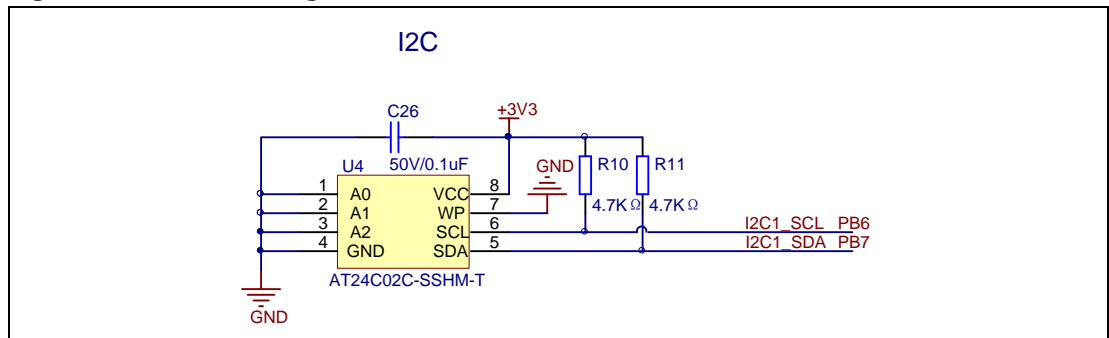 I2C
C26
+3V3
U4
50V/0.1uF
GND
R10
R11
1
A0
VCC
8
2
A1
WP
7
3
A2
SCL
6
4
GND
SDA
5
4.7KΩ
4.7KΩ
I2C1_SCL PB6
I2C1_SDA PB7
AT24C02C-SSHM-T
GND